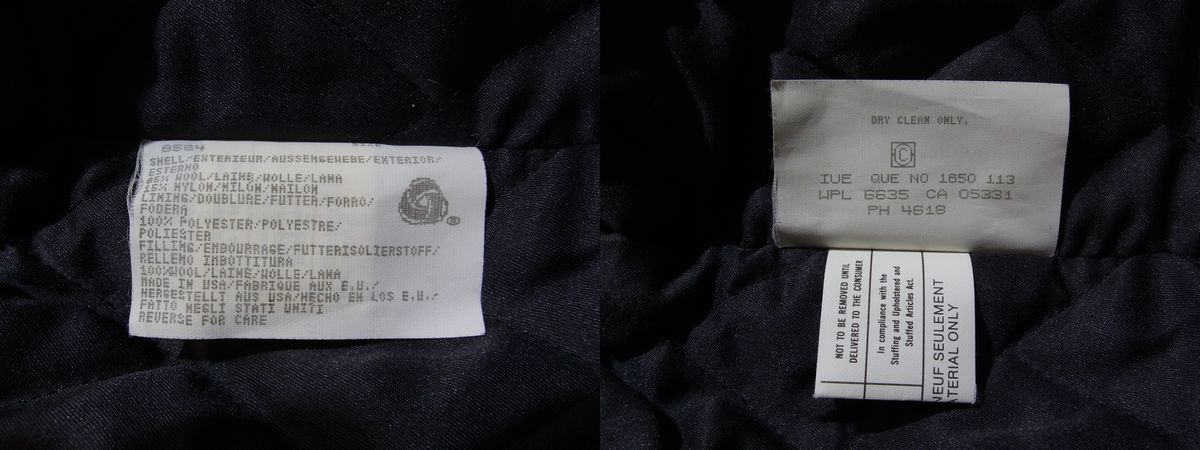 8564 SIZE
SHELL/EXTERIEUR/AUSSENGEWEBE/EXTERIOR/
ESTERNO
85% WOOL/LAINE/WOLLE/LANA
15% NYLON/NILON/NAILON
LINING/DOUBLURE/FUTTER/FORRO/
FODERA
100% POLYESTER/POLYESTRE/
POLIESTER
FILLING/EMBOURRAGE/FUTTERISOLIERSTOFF/
RELLENO IMBOTTITURA
100%WOOL/LAINE/WOLLE/LANA
MADE IN USA/FABRIQUE AUX E.U./
HERGESTELLT AUS USA/HECHO EN LOS E.U./
FATTO NEGLI STATI UNITI
REVERSE FOR CARE
®
DRY CLEAN ONLY.
C
IUE QUE NO 1650 113
WPL 6635 CA 05331
PH 4618
NOT TO BE REMOVED UNTIL
DELIVERED TO THE CONSUMER
In compliance with the
Stuffing and Upholstered and
Stuffed Articles Act.
NEUF SEULEMENT
ATERIAL ONLY